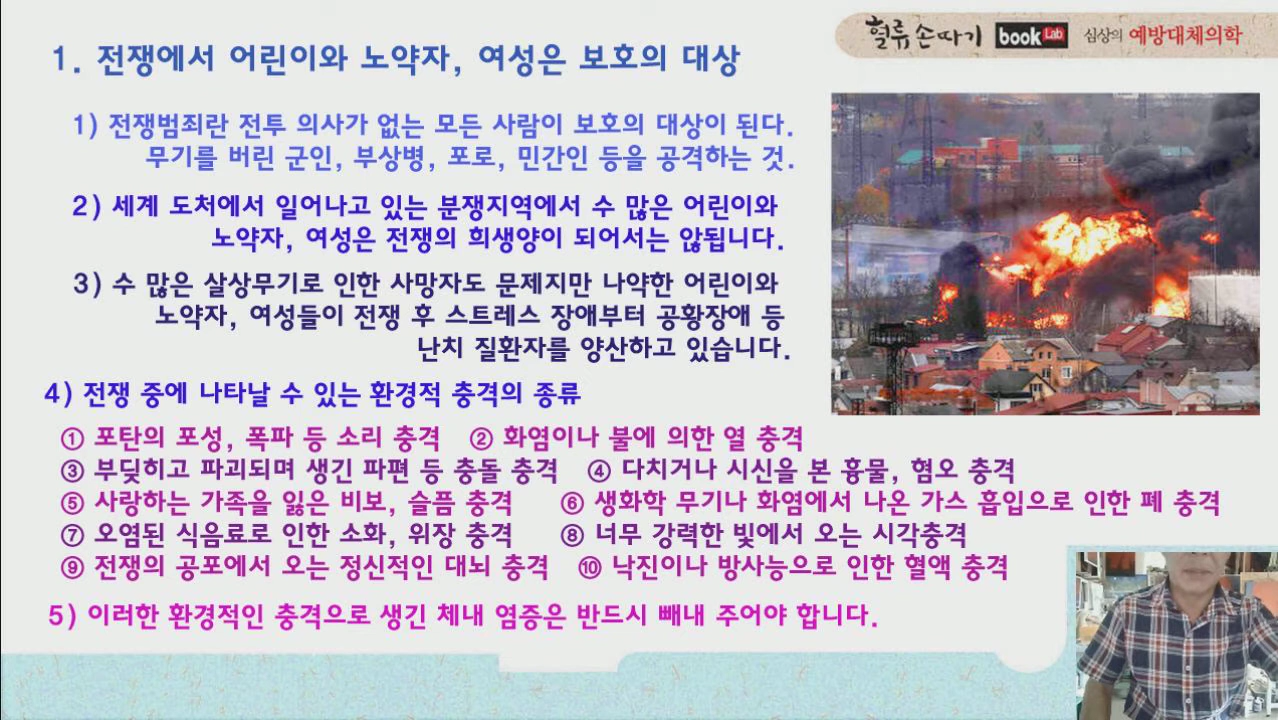 혈류 손따기 book Lab 심상의 예방대체의학
1. 전쟁에서 어린이와 노약자, 여성은 보호의 대상
1) 전쟁범죄란 전투 의사가 없는 모든 사람이 보호의 대상이 된다.
무기를 버린 군인, 부상병, 포로, 민간인 등을 공격하는 것.
2) 세계 도처에서 일어나고 있는 분쟁지역에서 수 많은 어린이와
노약자, 여성은 전쟁의 희생양이 되어서는 않됩니다.
3) 수 많은 살상무기로 인한 사망자도 문제지만 나약한 어린이와
노약자, 여성들이 전쟁 후 스트레스 장애부터 공황장애 등
난치 질환자를 양산하고 있습니다.
4) 전쟁 중에 나타날 수 있는 환경적 충격의 종류
① 포탄의 포성, 폭파 등 소리 충격 ② 화염이나 불에 의한 열 충격
③ 부딪히고 파괴되며 생긴 파편 등 충돌 충격 ④ 다치거나 시신을 본 흉물, 혐오 충격
⑤ 사랑하는 가족을 잃은 비보, 슬픔 충격 ⑥ 생화학 무기나 화염에서 나온 가스 흡입으로 인한 폐 충격
⑦ 오염된 식음료로 인한 소화, 위장 충격 ⑧ 너무 강력한 빛에서 오는 시각충격
⑨ 전쟁의 공포에서 오는 정신적인 대뇌 충격 ⑩ 낙진이나 방사능으로 인한 혈액 충격
5) 이러한 환경적인 충격으로 생긴 체내 염증은 반드시 빼내 주어야 합니다.